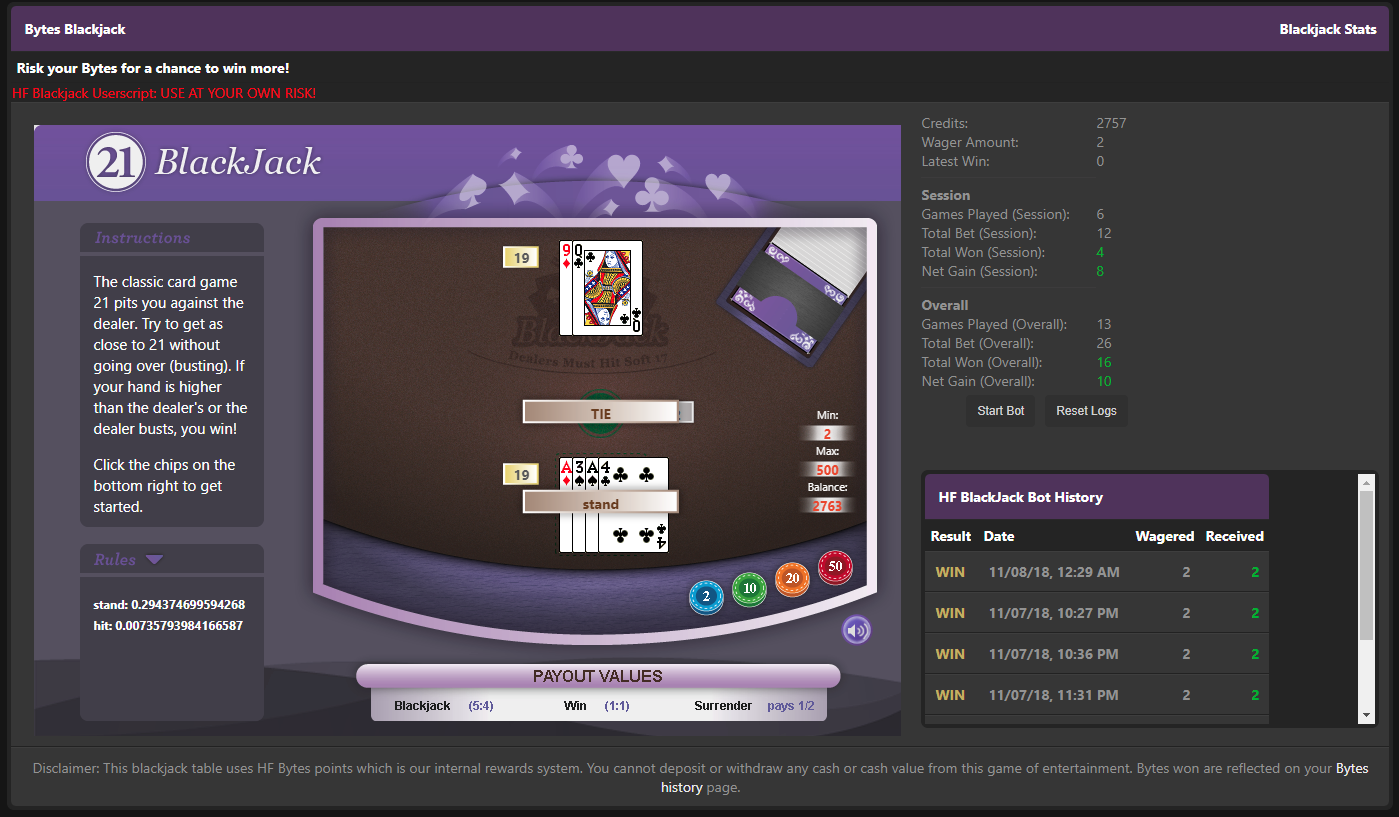 Bytes Blackjack
Blackjack Stats
Risk your Bytes for a chance to win more!
HF Blackjack Userscript: USE AT YOUR OWN RISK!
21 BlackJack
Instructions
The classic card game
21 pits you against the
dealer. Try to get as
close to 21 without
going over (busting). If
your hand is higher
than the dealer's or the
dealer busts, you win!
Click the chips on the
bottom right to get
started.
Rules
stand: 0.294374699594268
hit: 0.00735793984166587
19
9 Q
Q
BlackJack
Dealers Must Hit Soft 17
TIE
19
A 3 A 4
stand
4
Min:
2
Max:
500
Balance:
2763
2
10
20
50
PAYOUT VALUES
Blackjack (5:4) Win (1:1) Surrender pays 1/2
Credits: 2757
Wager Amount: 2
Latest Win: 0
Session
Games Played (Session): 6
Total Bet (Session): 12
Total Won (Session): 4
Net Gain (Session): 8
Overall
Games Played (Overall): 13
Total Bet (Overall): 26
Total Won (Overall): 16
Net Gain (Overall): 10
Start Bot Reset Logs
HF BlackJack Bot History
Result Date Wagered Received
WIN 11/08/18, 12:29 AM 2 2
WIN 11/07/18, 10:27 PM 2 2
WIN 11/07/18, 10:36 PM 2 2
WIN 11/07/18, 11:31 PM 2 2
Disclaimer: This blackjack table uses HF Bytes points which is our internal rewards system. You cannot deposit or withdraw any cash or cash value from this game of entertainment. Bytes won are reflected on your Bytes
history page.